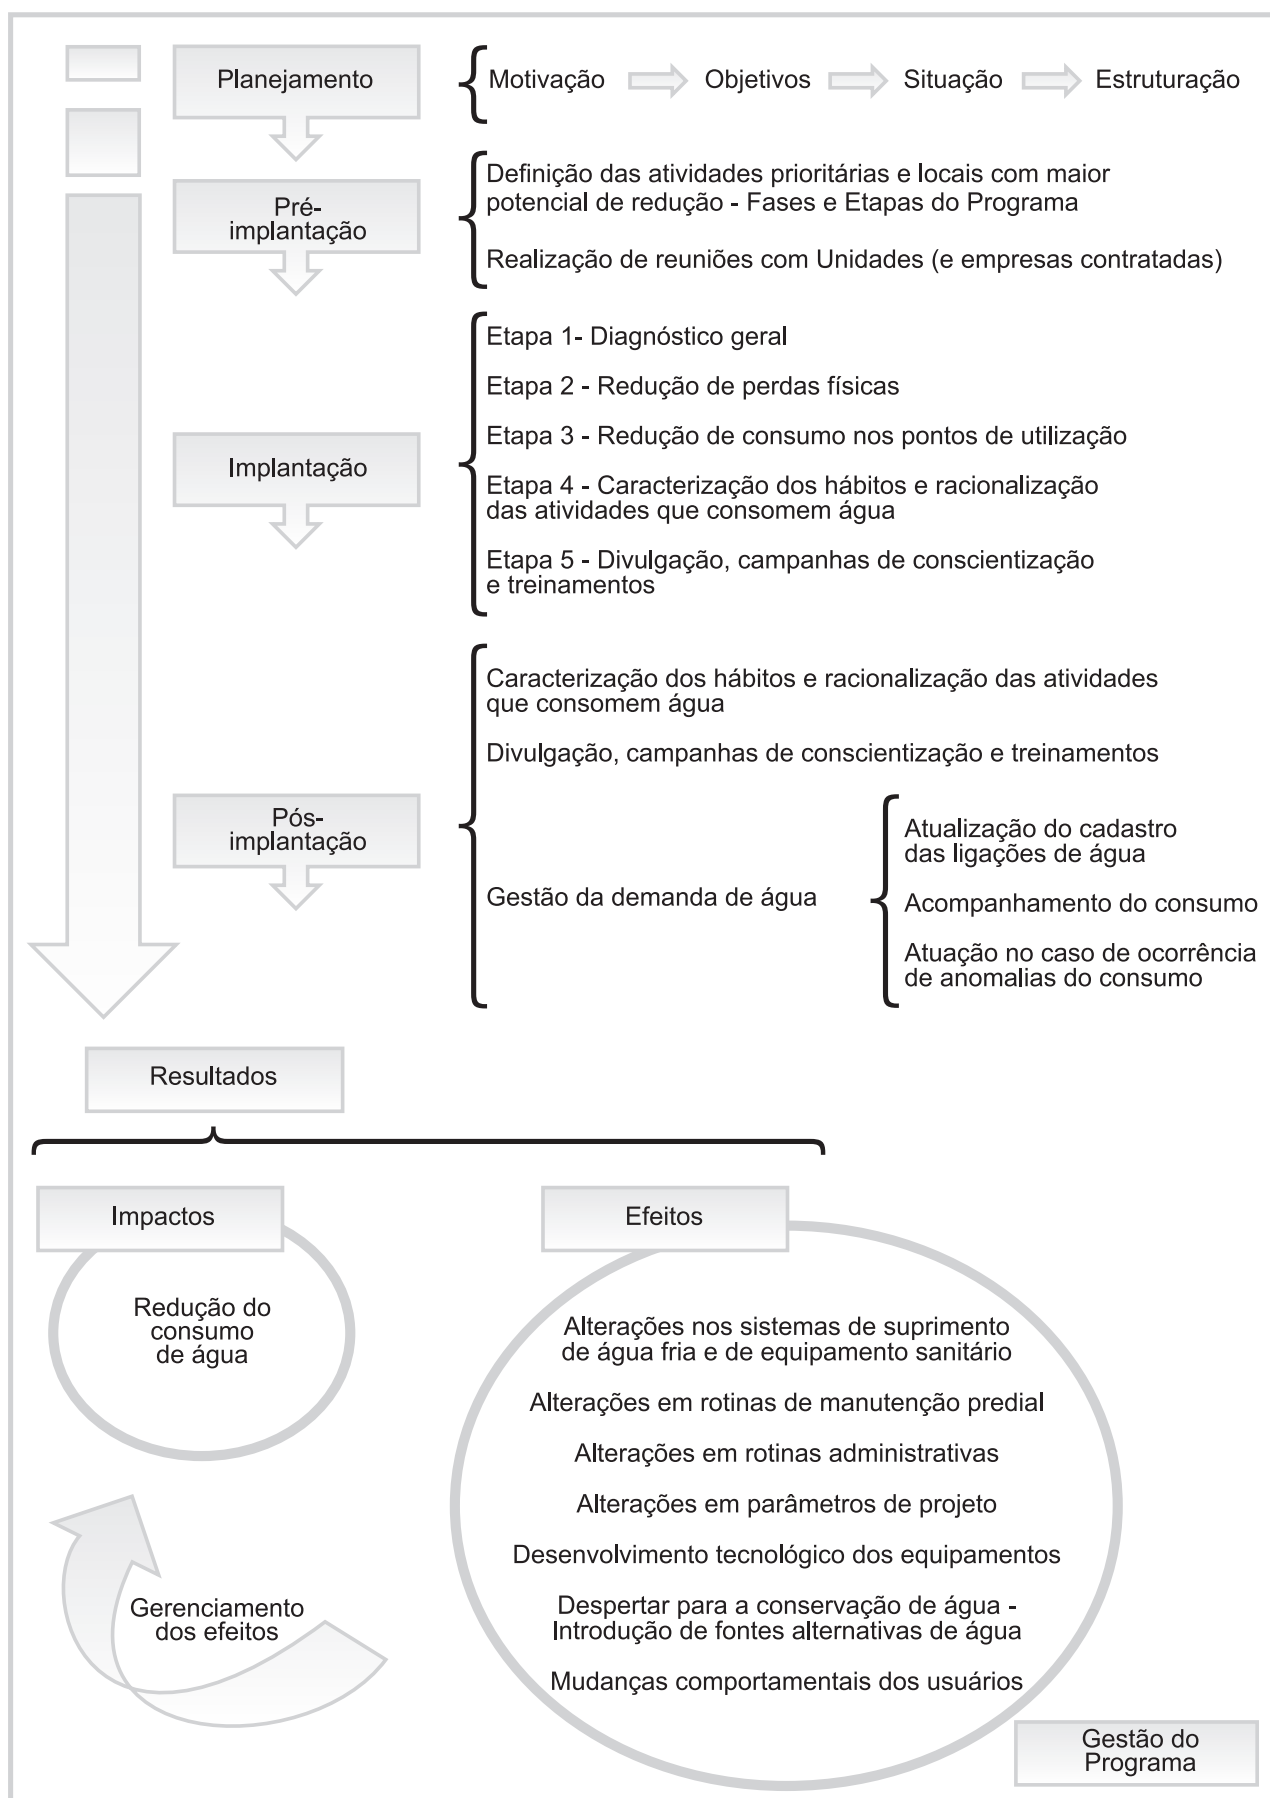 Planejamento
Motivação
Objetivos
Situação
Estruturação
Pré-
implantação
Definição das atividades prioritárias e locais com maior
potencial de redução - Fases e Etapas do Programa
Realização de reuniões com Unidades (e empresas contratadas)
Implantação
Etapa 1- Diagnóstico geral
Etapa 2 - Redução de perdas físicas
Etapa 3 - Redução de consumo nos pontos de utilização
Etapa 4 - Caracterização dos hábitos e racionalização
das atividades que consomem água
Etapa 5 - Divulgação, campanhas de conscientização
e treinamentos
Pós-
implantação
Caracterização dos hábitos e racionalização das atividades
que consomem água
Divulgação, campanhas de conscientização e treinamentos
Gestão da demanda de água
Atualização do cadastro
das ligações de água
Acompanhamento do consumo
Atuação no caso de ocorrência
de anomalias do consumo
Resultados
Impactos
Redução do
consumo
de água
Efeitos
Alterações nos sistemas de suprimento
de água fria e de equipamento sanitário
Alterações em rotinas de manutenção predial
Alterações em rotinas administrativas
Alterações em parâmetros de projeto
Desenvolvimento tecnológico dos equipamentos
Despertar para a conservação de água -
Introdução de fontes alternativas de água
Mudanças comportamentais dos usuários
Gerenciamento
dos efeitos
Gestão do
Programa